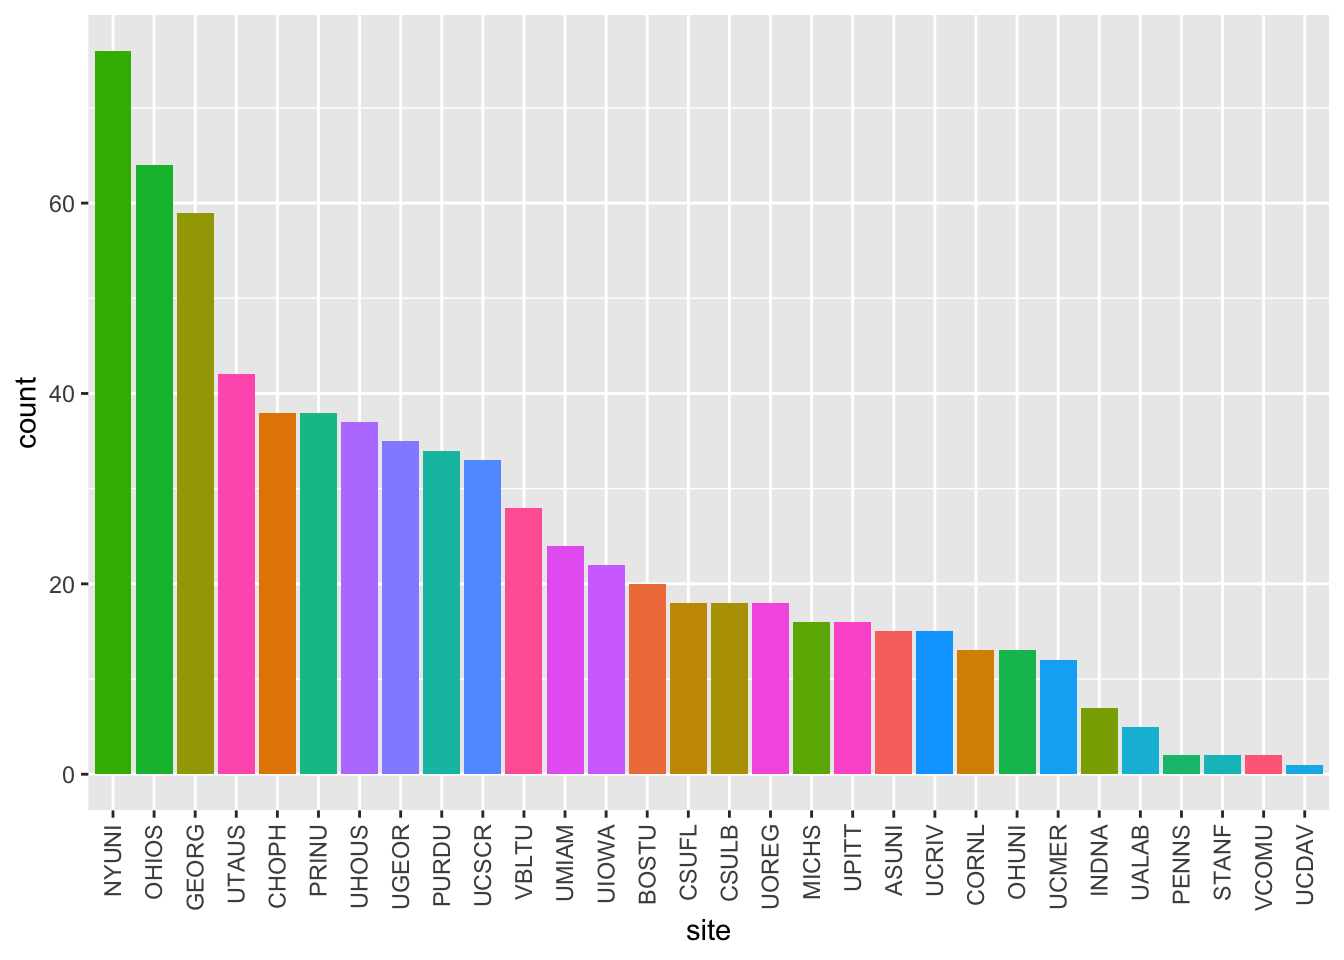 count
60
40
20
0
NYUNI
OHIOS
GEORG
UTAUS
CHOPH
PRINU
UHOUS
UGEOR
PURDU
UCSCR
VBLTU
UMIAM
UIOWA
BOSTU
CSUFL
CSULB
UOREG
MICHS
UPITT
ASUNI
UCRIV
CORNL
OHUNI
UCMER
INDNA
UALAB
PENNS
STANF
VCOMU
UCDAV
site